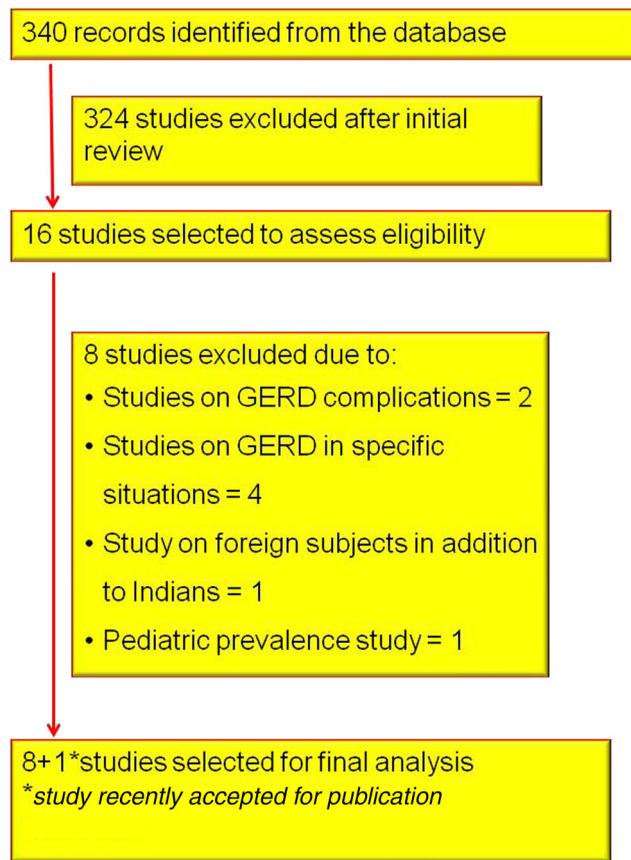 340 records identified from the database
324 studies excluded after initial
review
16 studies selected to assess eligibility
8 studies excluded due to:
• Studies on GERD complications = 2
• Studies on GERD in specific
situations = 4
• Study on foreign subjects in addition
to Indians = 1
• Pediatric prevalence study = 1
8+1*studies selected for final analysis
*study recently accepted for publication